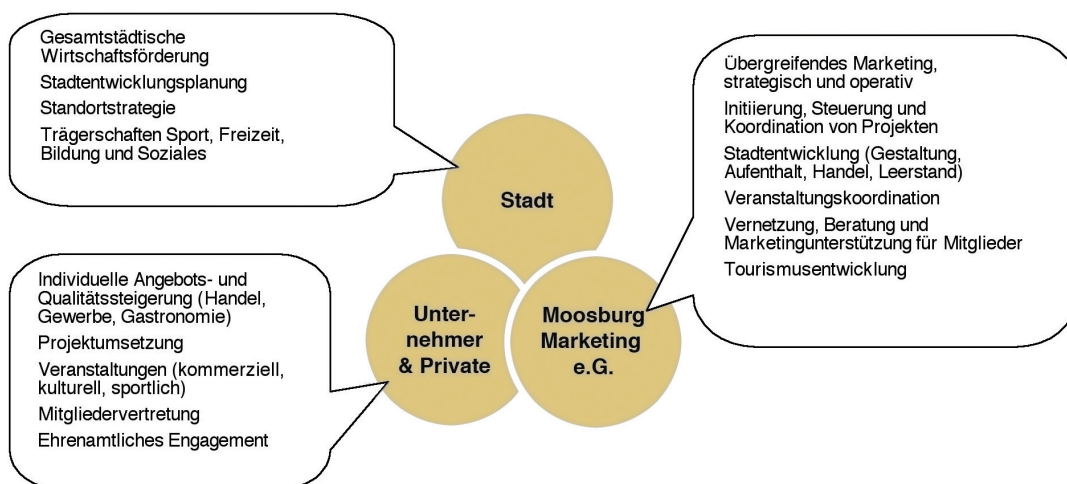 Gesamtstädtische
Wirtschaftsförderung
Stadtentwicklungsplanung
Standortstrategie
Trägerschaften Sport, Freizeit,
Bildung und Soziales
Übergreifendes Marketing,
strategisch und operativ
Initiierung, Steuerung und
Koordination von Projekten
Stadtentwicklung (Gestaltung,
Aufenthalt, Handel, Leerstand)
Veranstaltungskoordination
Vernetzung, Beratung und
Marketingunterstützung für Mitglieder
Tourismusentwicklung
Stadt
Individuelle Angebots- und
Qualitätssteigerung (Handel,
Gewerbe, Gastronomie)
Projektumsetzung
Veranstaltungen (kommerziell,
kulturell, sportlich)
Mitgliedervertretung
Ehrenamtliches Engagement
Unter-
nehmer
& Private
Moosburg
Marketing
e.G.